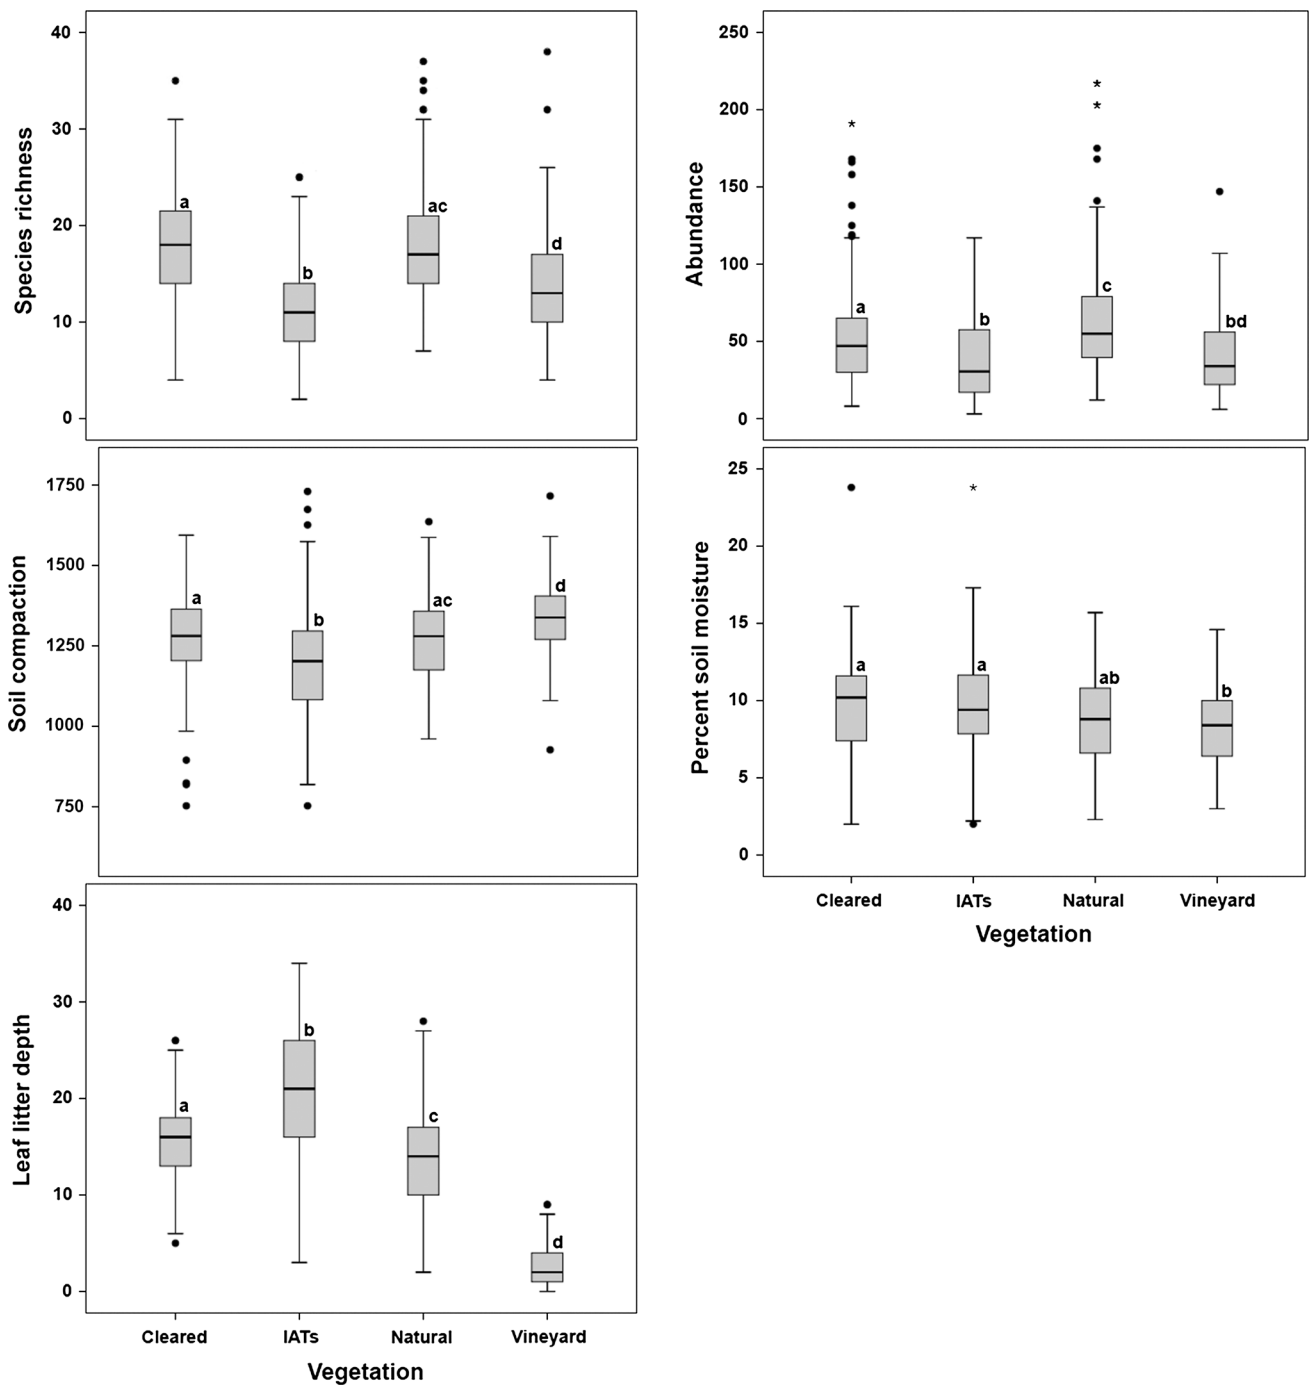 Species richness
40
30
20
10
0
a
b
ac
d
Abundance
250
200
150
100
50
0
*
*
*
a
b
c
bd
Soil compaction
1750
1500
1250
1000
750
a
b
ac
d
Percent soil moisture
25
20
15
10
5
0
*
a
a
ab
b
Cleared IATs Natural Vineyard
Vegetation
Leaf litter depth
40
30
20
10
0
a
b
c
d
Cleared IATs Natural Vineyard
Vegetation